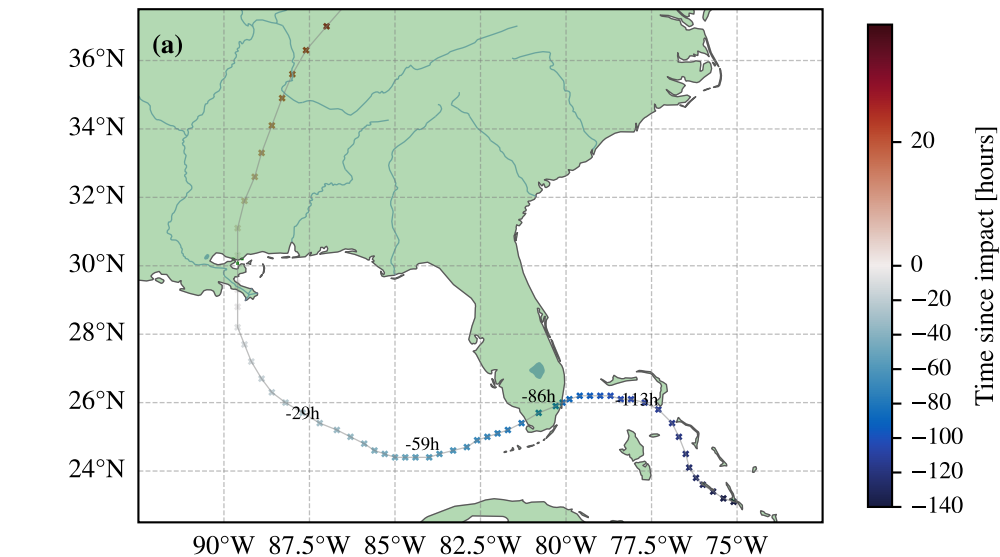 (a)
36°N
34°N
32°N
30°N
28°N
26°N
24°N
90°W 87.5°W 85°W 82.5°W 80°W 77.5°W 75°W
-29h
-59h
-86h
-113h
20
0
−20
−40
−60
−80
−100
−120
−140
Time since impact [hours]